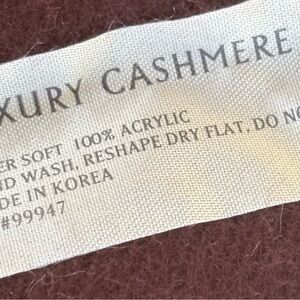 XURY CASHMERE
ER SOFT 100% ACRYLIC
ND WASH, RESHAPE DRY FLAT, DO NO
DE IN KOREA
#99947